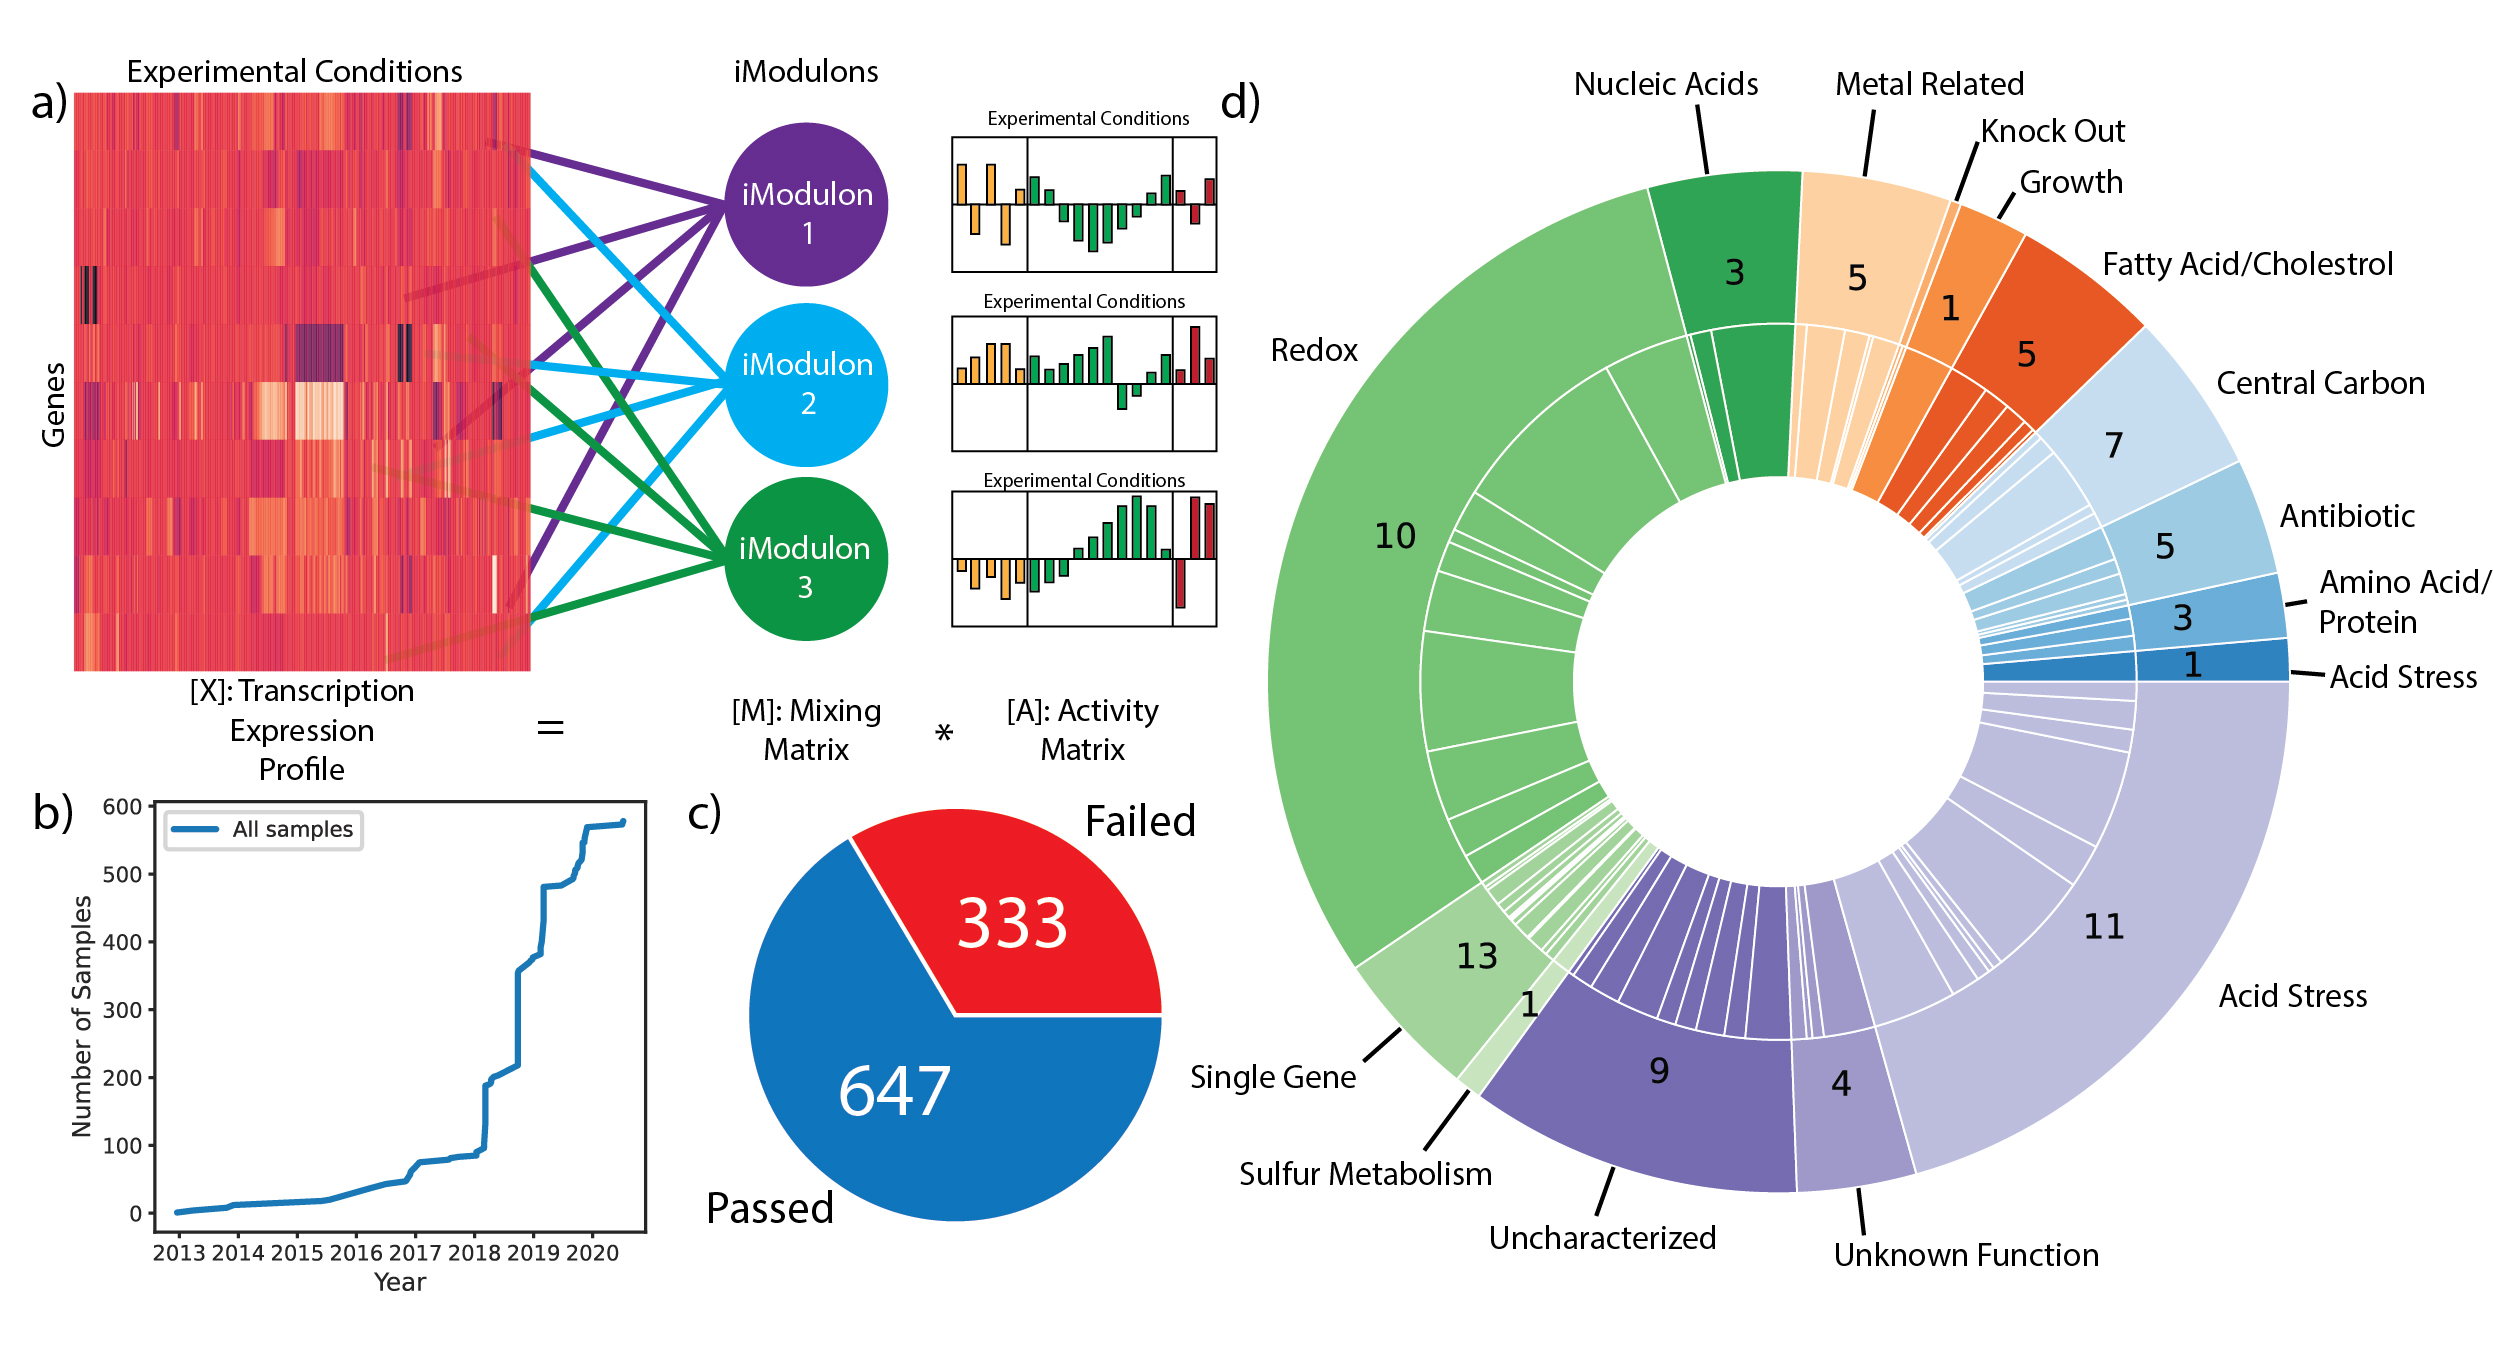 a)
Experimental Conditions
Genes
[X]: Transcription
Expression
Profile
=
iModulons
iModulon
1
iModulon
2
iModulon
3
[M]: Mixing
Matrix
*
Experimental Conditions
Experimental Conditions
Experimental Conditions
[A]: Activity
Matrix
b)
600
500
400
300
200
100
0
Number of Samples
All samples
2013 2014 2015 2016 2017 2018 2019 2020
Year
c)
Failed
333
647
Passed
d)
Nucleic Acids
Metal Related
Knock Out
Growth
Fatty Acid/Cholestrol
Central Carbon
Antibiotic
Amino Acid/
Protein
Acid Stress
Acid Stress
Unknown Function
Uncharacterized
Sulfur Metabolism
Single Gene
Redox
3
5
1
5
7
5
3
1
11
4
9
1
13
10